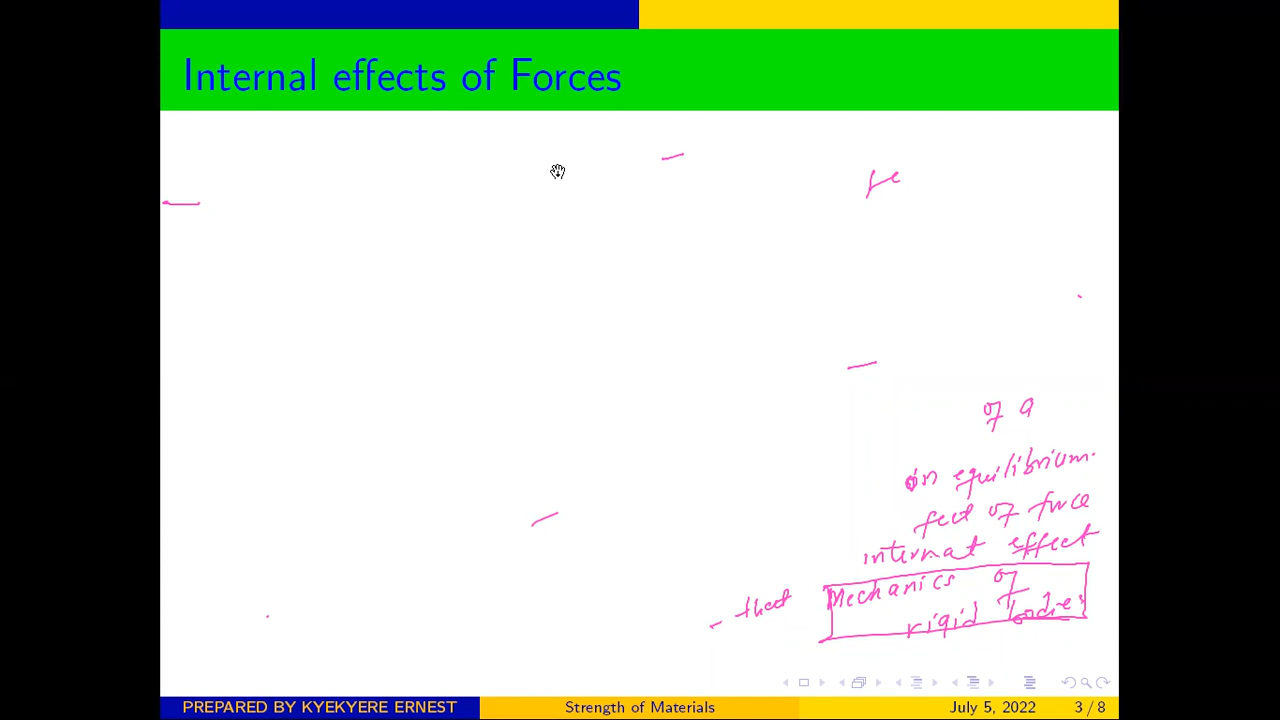 Internal effects of Forces
of a
in equilibrium.
fect of force
internal effect
that Mechanics of
rigid bodies
PREPARED BY KYEKYERE ERNEST
Strength of Materials
July 5, 2022
3 / 8